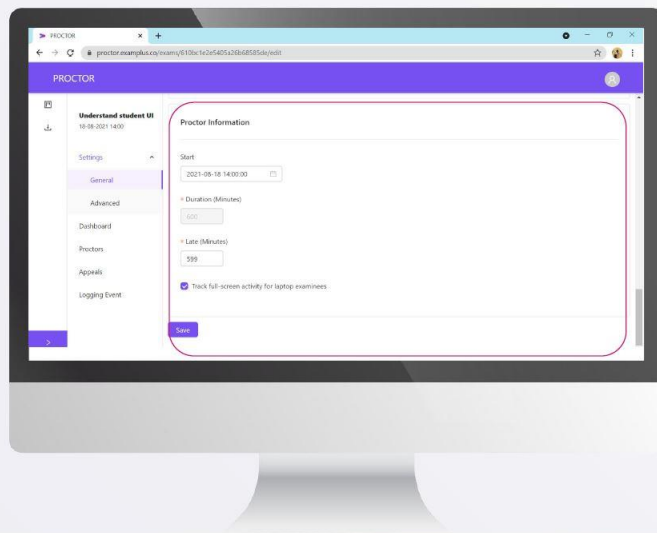 PROCTOR
proctor.examplus.co/exams/610bc1e2e5405a26b68585de/edit
PROCTOR
Understand student UI
18-08-2021 14:00
Settings
General
Advanced
Dashboard
Proctors
Appeals
Logging Event
Proctor Information
Start
2021-08-18 14:00:00
* Duration (Minutes)
600
* Late (Minutes)
599
Track full-screen activity for laptop examinees
Save